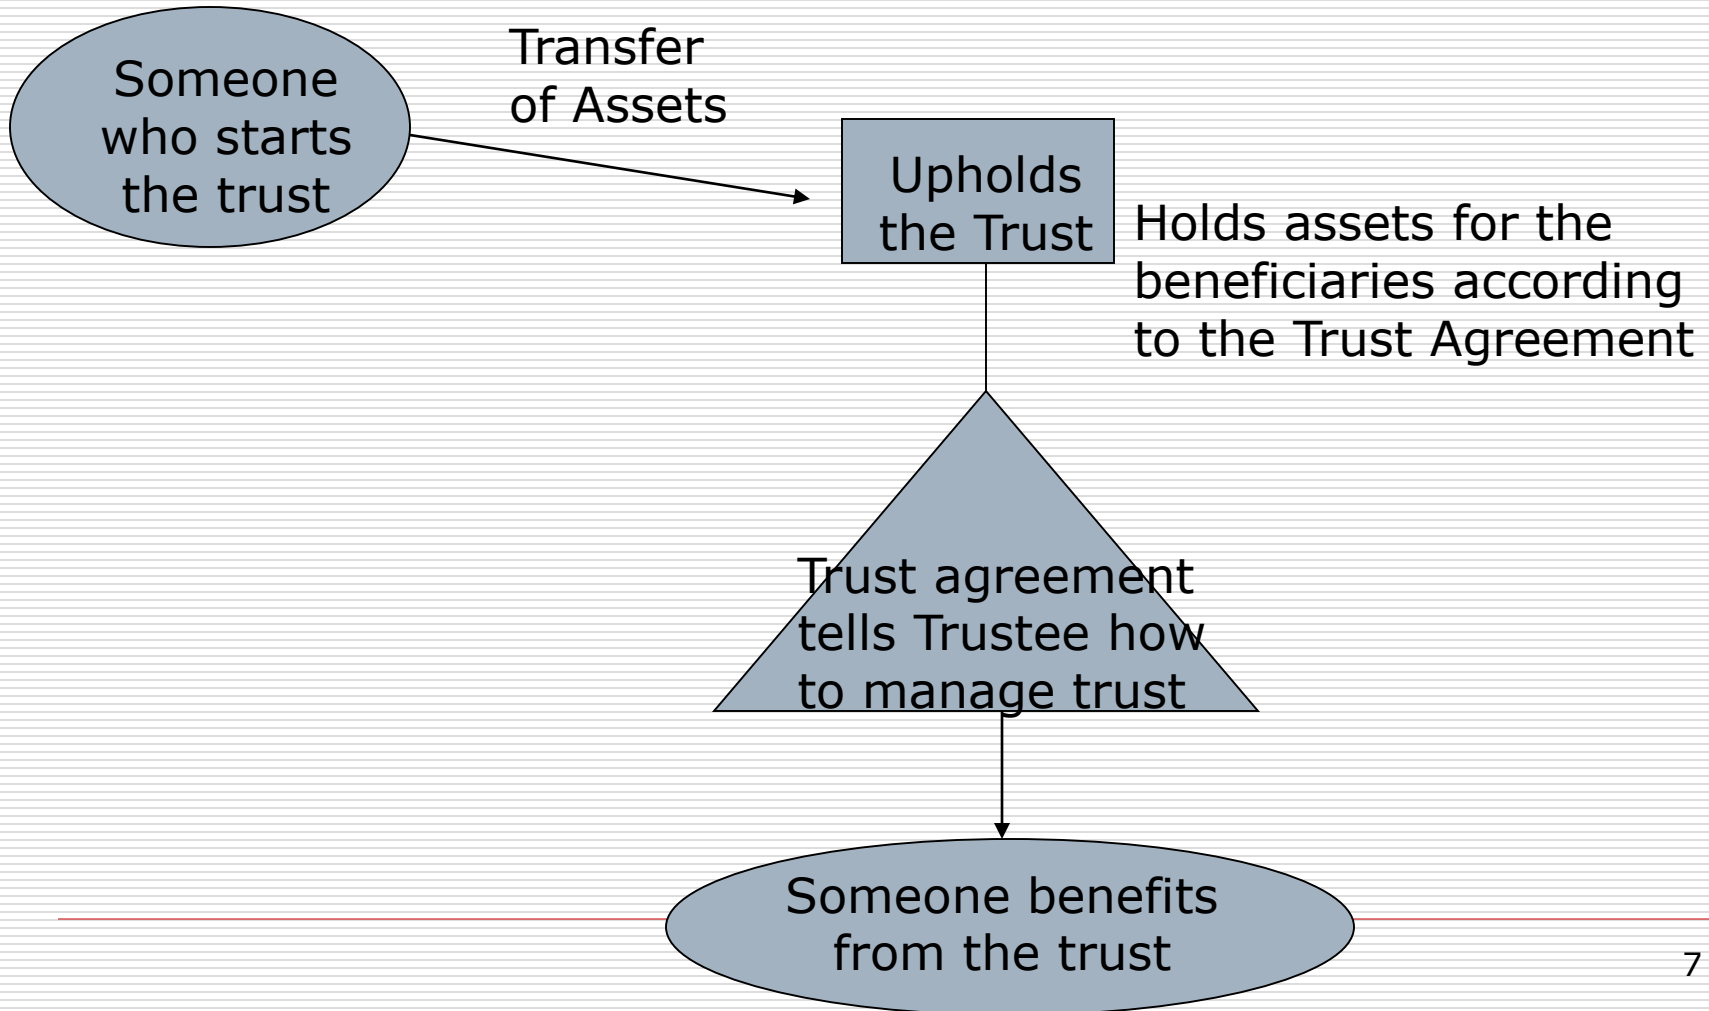 Someone
who starts
the trust
Transfer
of Assets
Upholds
the Trust
Holds assets for the
beneficiaries according
to the Trust Agreement
Trust agreement
tells Trustee how
to manage trust
Someone benefits
from the trust
7